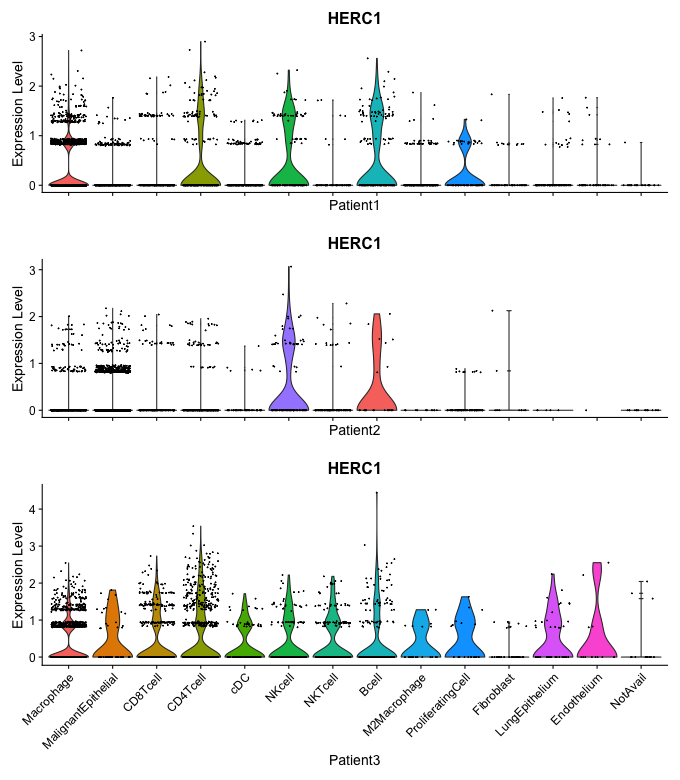 HERC1
Expression Level
3
2
1
0
Patient1
HERC1
Expression Level
3
2
1
0
Patient2
HERC1
Expression Level
4
3
2
1
0
Macrophage
MalignantEpithelial
CD8Tcell
CD4Tcell
cDC
NKcell
NKTcell
Bcell
M2Macrophage
ProliferatingCell
Fibroblast
LungEpithelium
Endothelium
NotAvail
Patient3